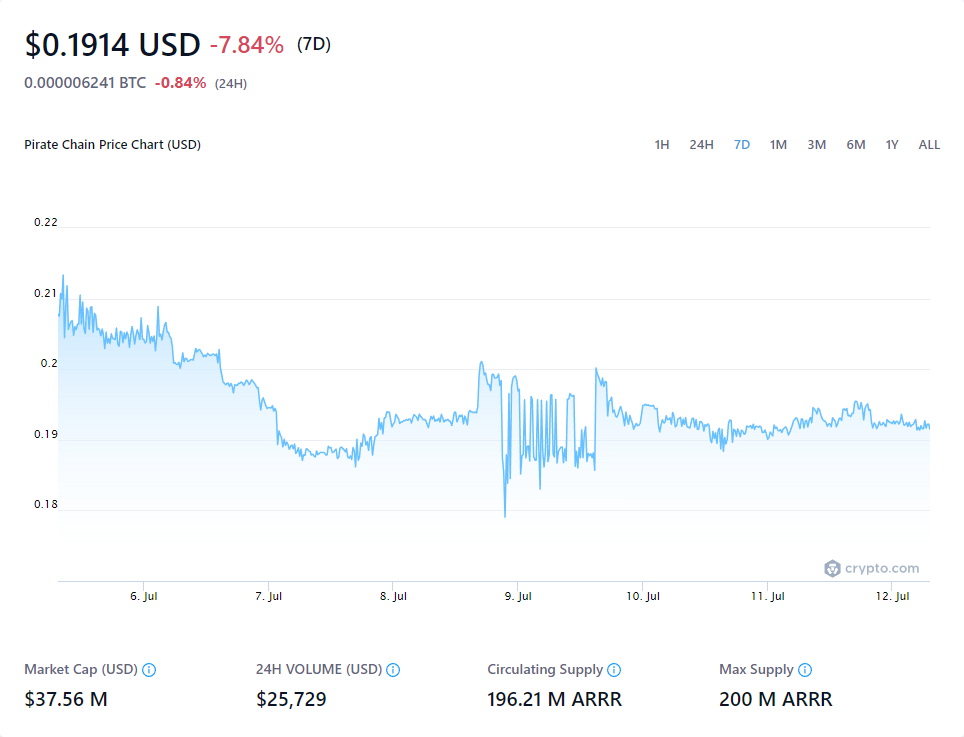 $0.1914 USD -7.84% (7D)
0.000006241 BTC -0.84% (24H)
Pirate Chain Price Chart (USD) 1H 24H 7D 1M 3M 6M 1Y ALL
0.22
0.21
0.2
0.19
0.18
crypto.com
6. Jul 7. Jul 8. Jul 9. Jul 10. Jul 11. Jul 12. Jul
Market Cap (USD) 24H VOLUME (USD) Circulating Supply Max Supply
$37.56 M $25,729 196.21 M ARRR 200 M ARRR